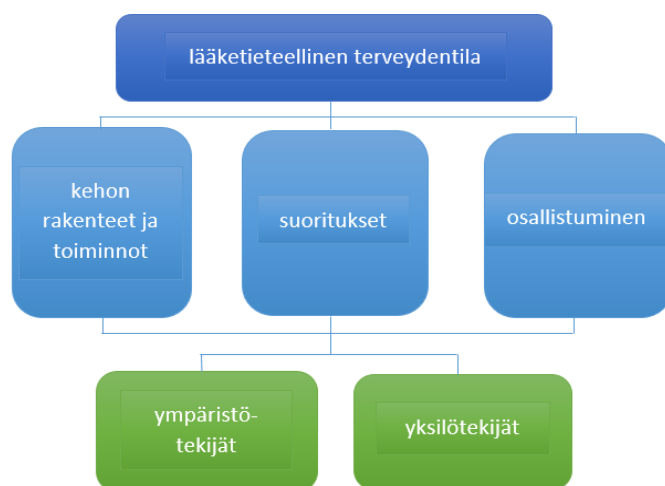 lääketieteellinen terveydentila
kehon
rakenteet ja
toiminnot
suoritukset
osallistuminen
ympäristö-
tekijät
yksilötekijät